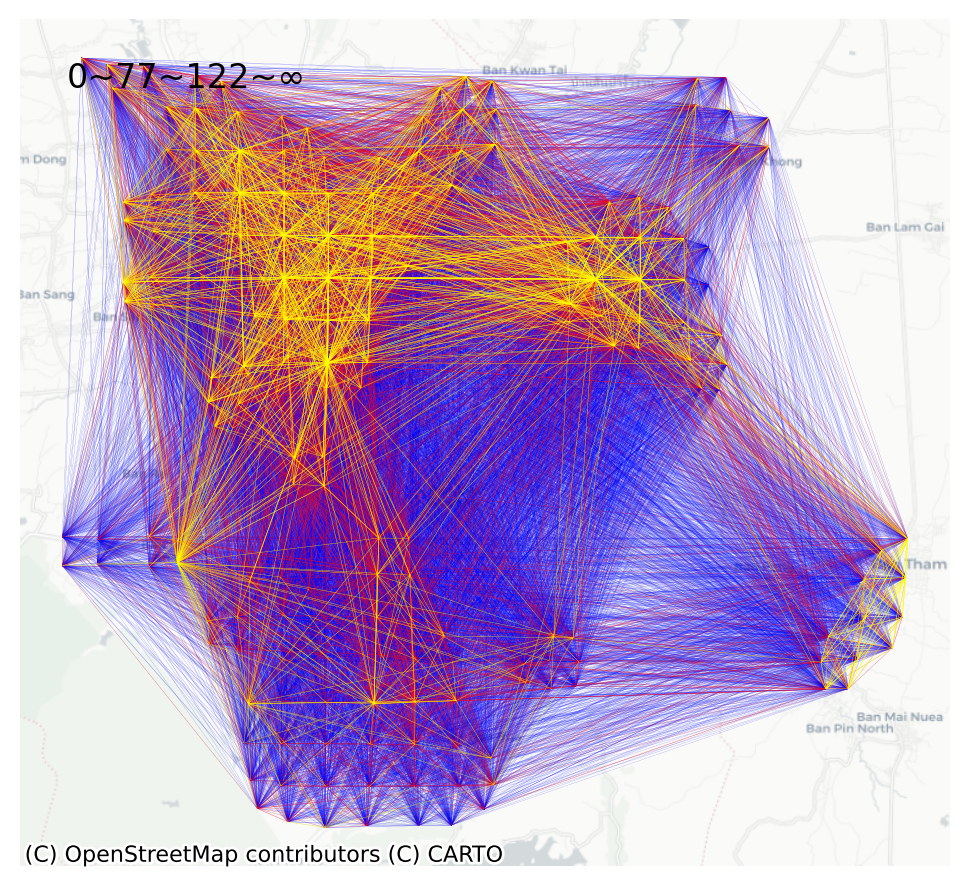 0~77~122~∞
Ban Kwan Tai
m Dong
Khong
Ban Lam Gai
Ban Sang
Tham
Ban Mai Nuea
Ban Pin North
(C) OpenStreetMap contributors (C) CARTO